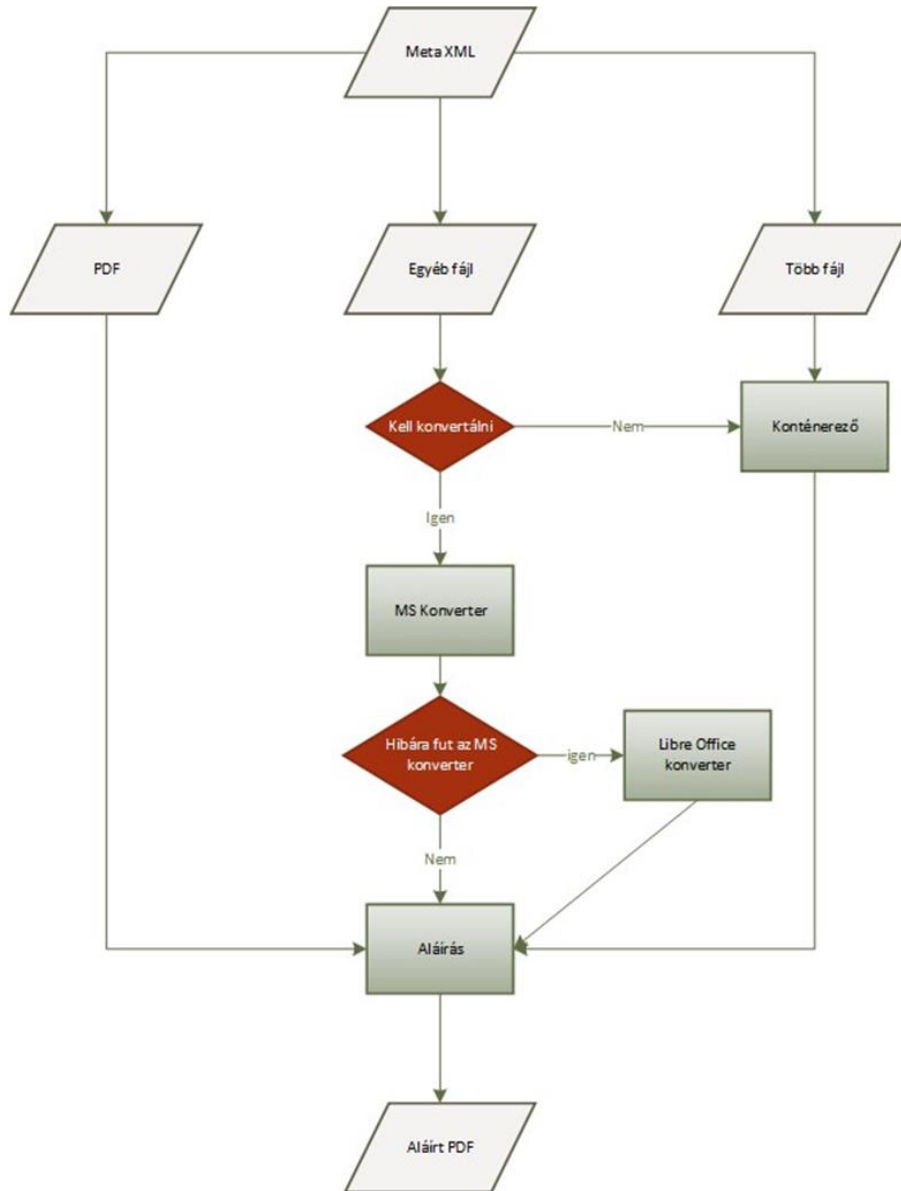 Meta XML
PDF
Egyéb fájl
Több fájl
Kell konvertálni
Nem
Konténerező
Igen
MS Konverter
Hibára fut az MS
konverter
igen
Libre Office
konverter
Nem
Aláírás
Aláírt PDF